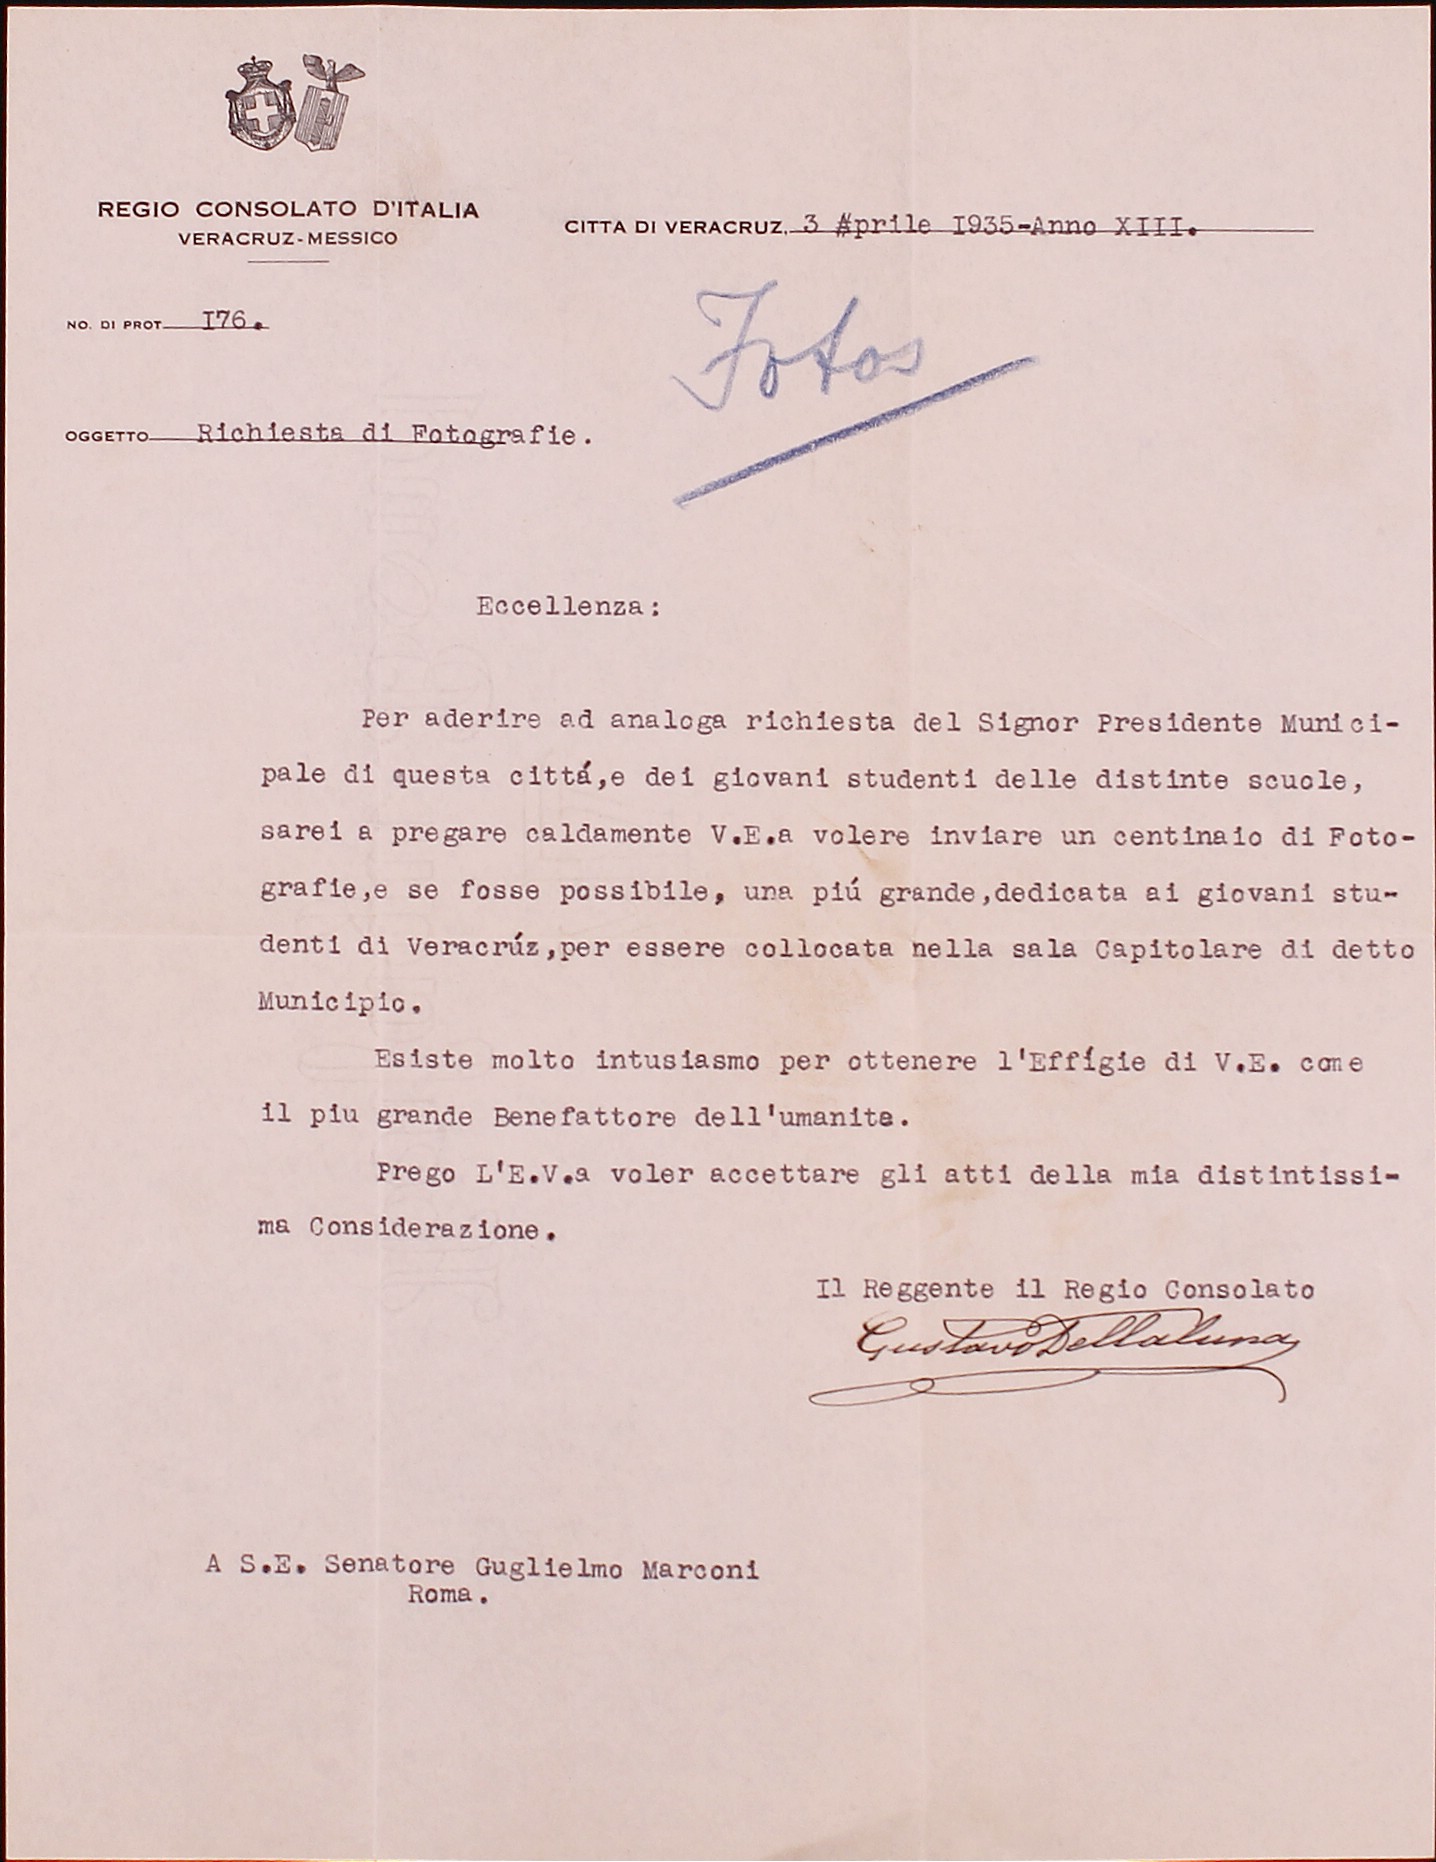 REGIO CONSOLATO D'ITALIA
VERACRUZ-MESSICO
CITTA DI VERACRUZ, 3 Aprile I935-Anno XIII.
NO. DI PROT. I76.
Fotos
OGGETTO Richiesta di Fotografie.
Eccellenza:
Per aderire ad analoga richiesta del Signor Presidente Munici-
pale di questa cittá,e dei giovani studenti delle distinte scuole,
sarei a pregare caldamente V.E.a volere inviare un centinaio di Foto-
grafie,e se fosse possibile, una piú grande,dedicata ai giovani stu-
denti di Veracrúz,per essere collocata nella sala Capitolare di detto
Municipio.
Esiste molto intusiasmo per ottenere l'Effígie di V.E. come
il piu grande Benefattore dell'umanita.
Prego L'E.V.a voler accettare gli atti della mia distintissi-
ma Considerazione.
Il Reggente il Regio Consolato
Gustavo Dellaluna
A S.E. Senatore Guglielmo Marconi
Roma.